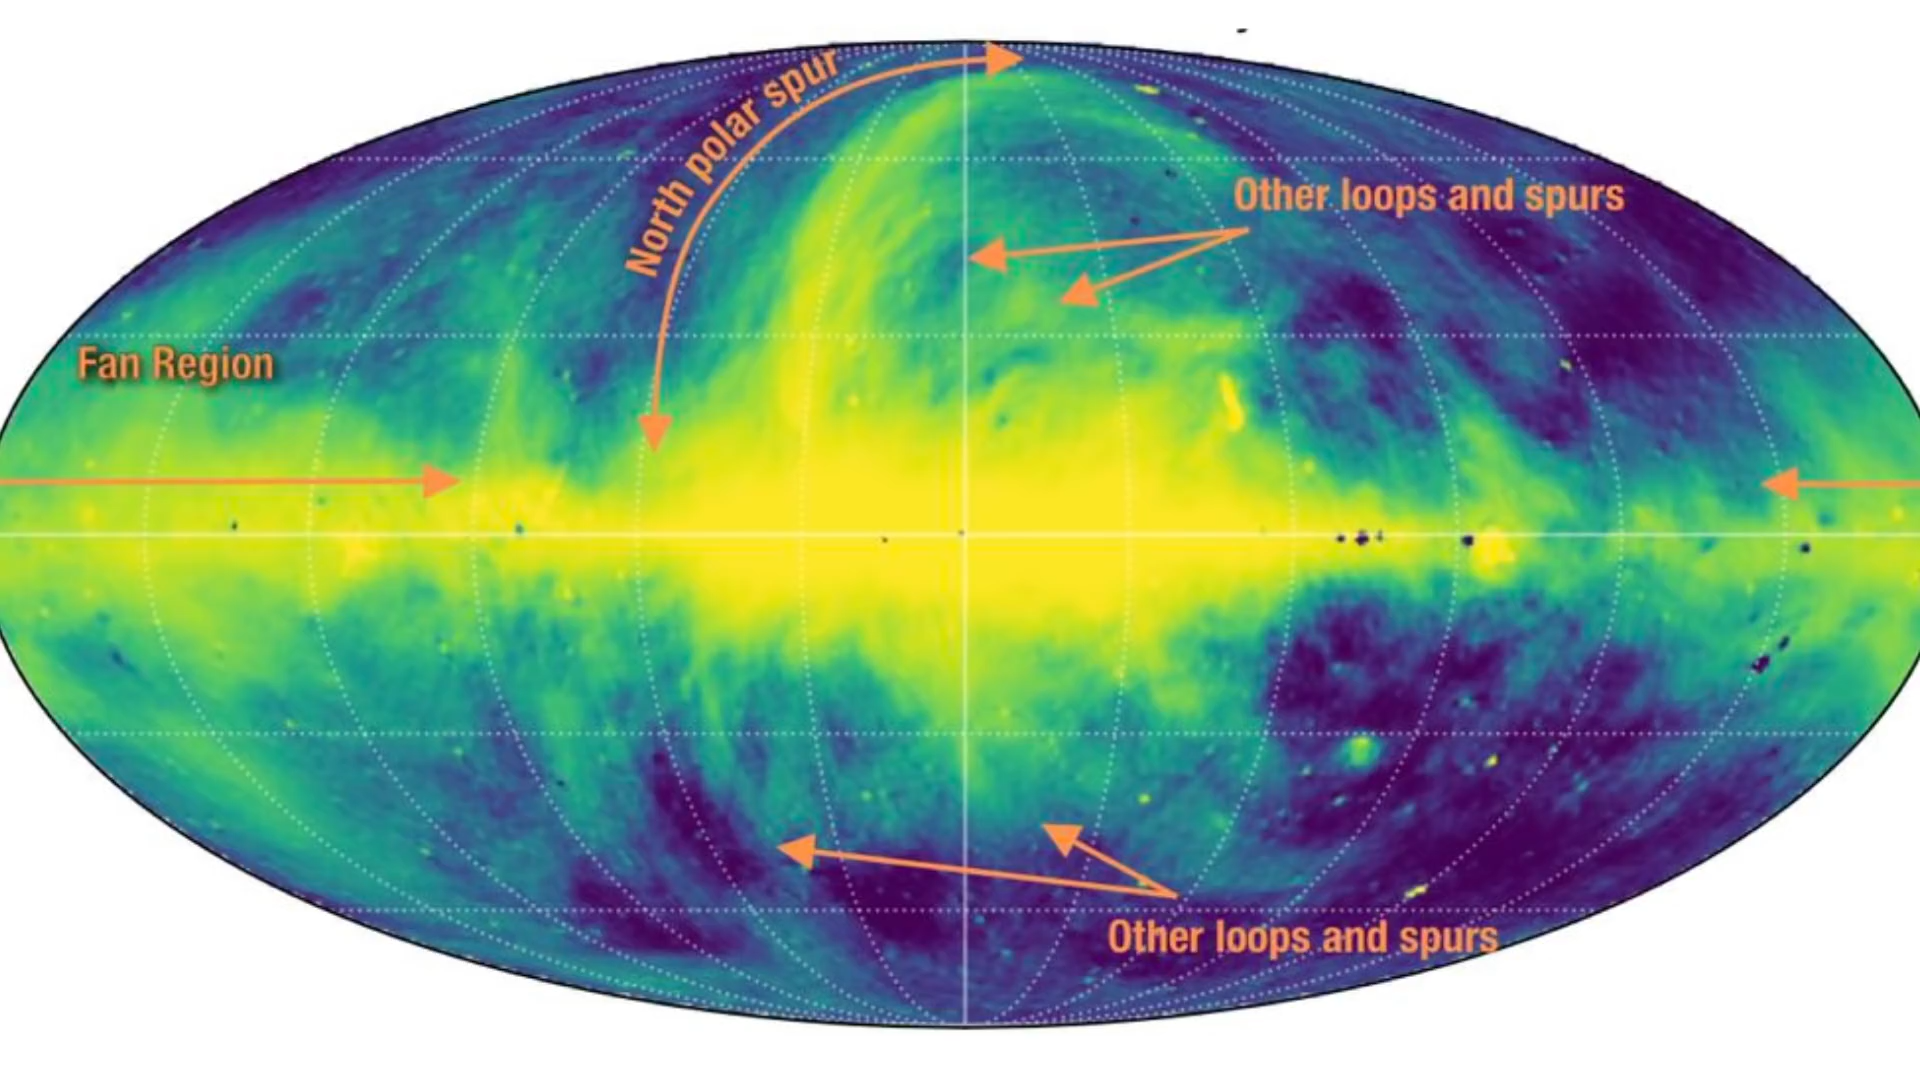 North polar spur
Other loops and spurs
Fan Region
Other loops and spurs